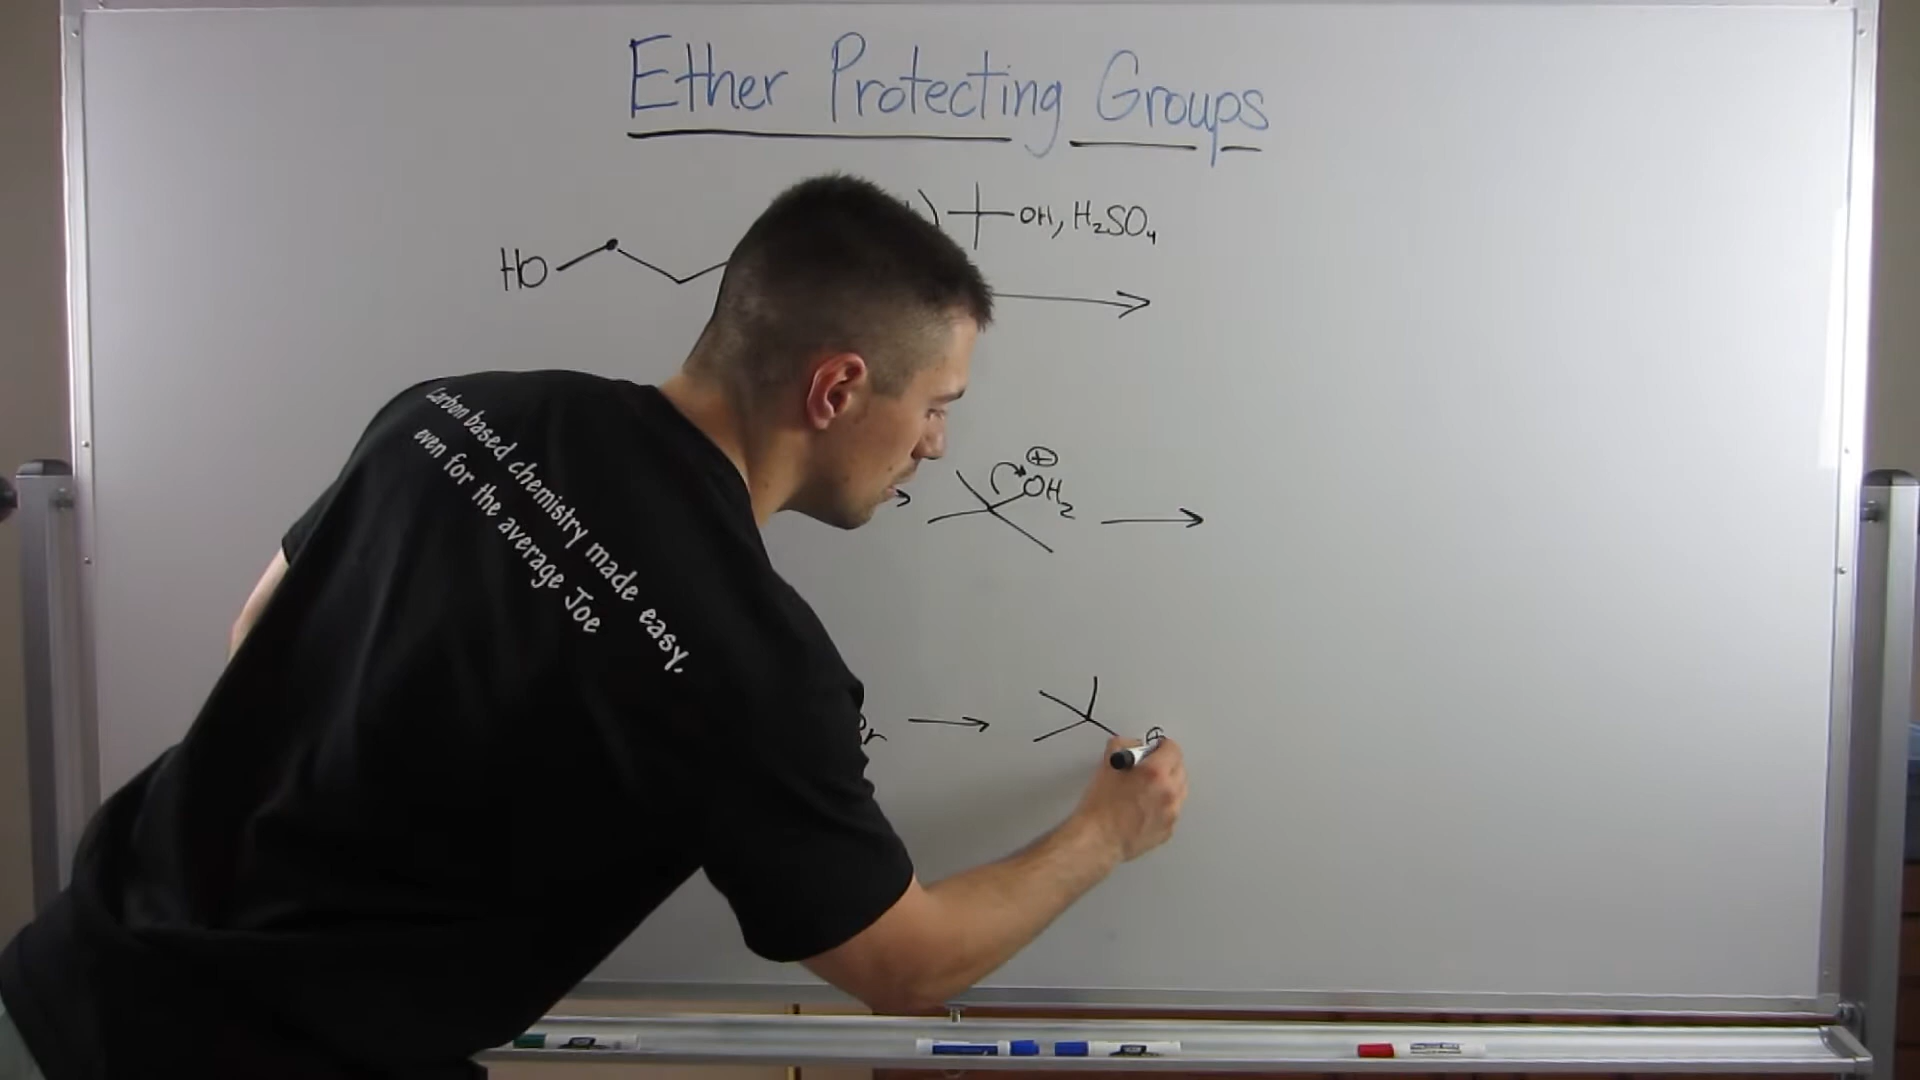 Ether Protecting Groups
OH, H₂SO₄
HO
⊕
OH₂
Carbon based chemistry made easy,
even for the average Joe